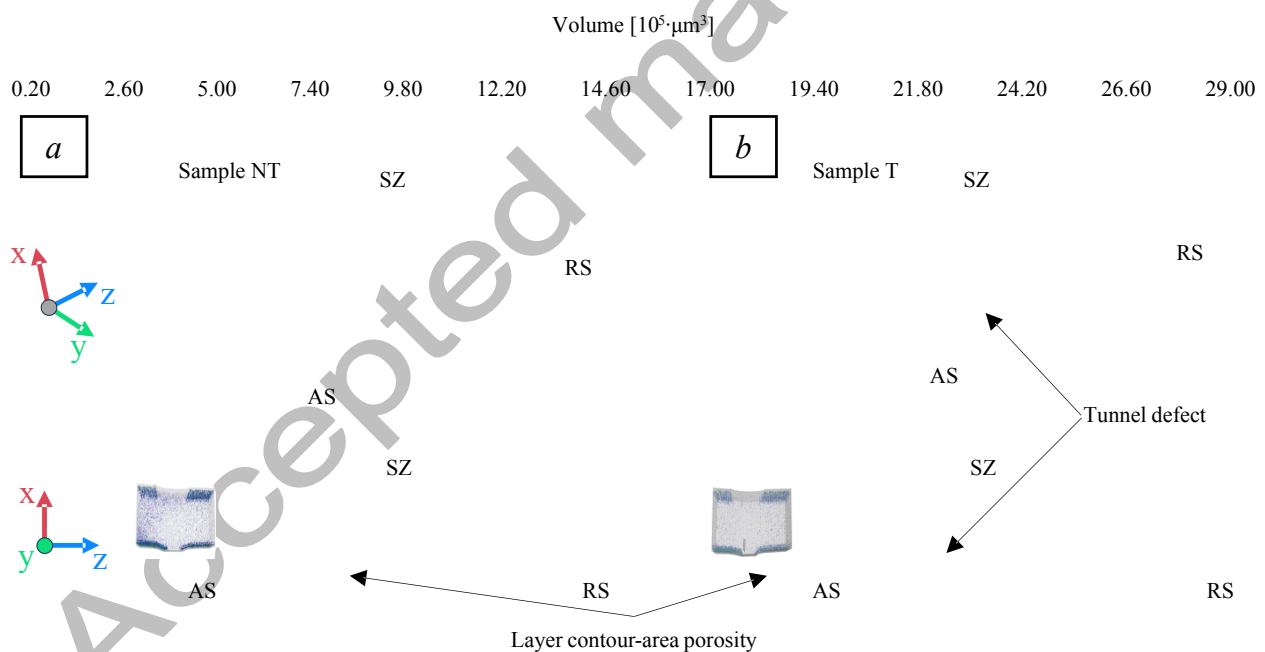 Volume [10⁵·μm³]
0.20 2.60 5.00 7.40 9.80 12.20 14.60 17.00 19.40 21.80 24.20 26.60 29.00
a
Sample NT
SZ
b
Sample T
SZ
x
z
y
RS
RS
AS
AS
Tunnel defect
SZ
SZ
x
y
z
AS
RS
AS
RS
Layer contour-area porosity
Accepted ma